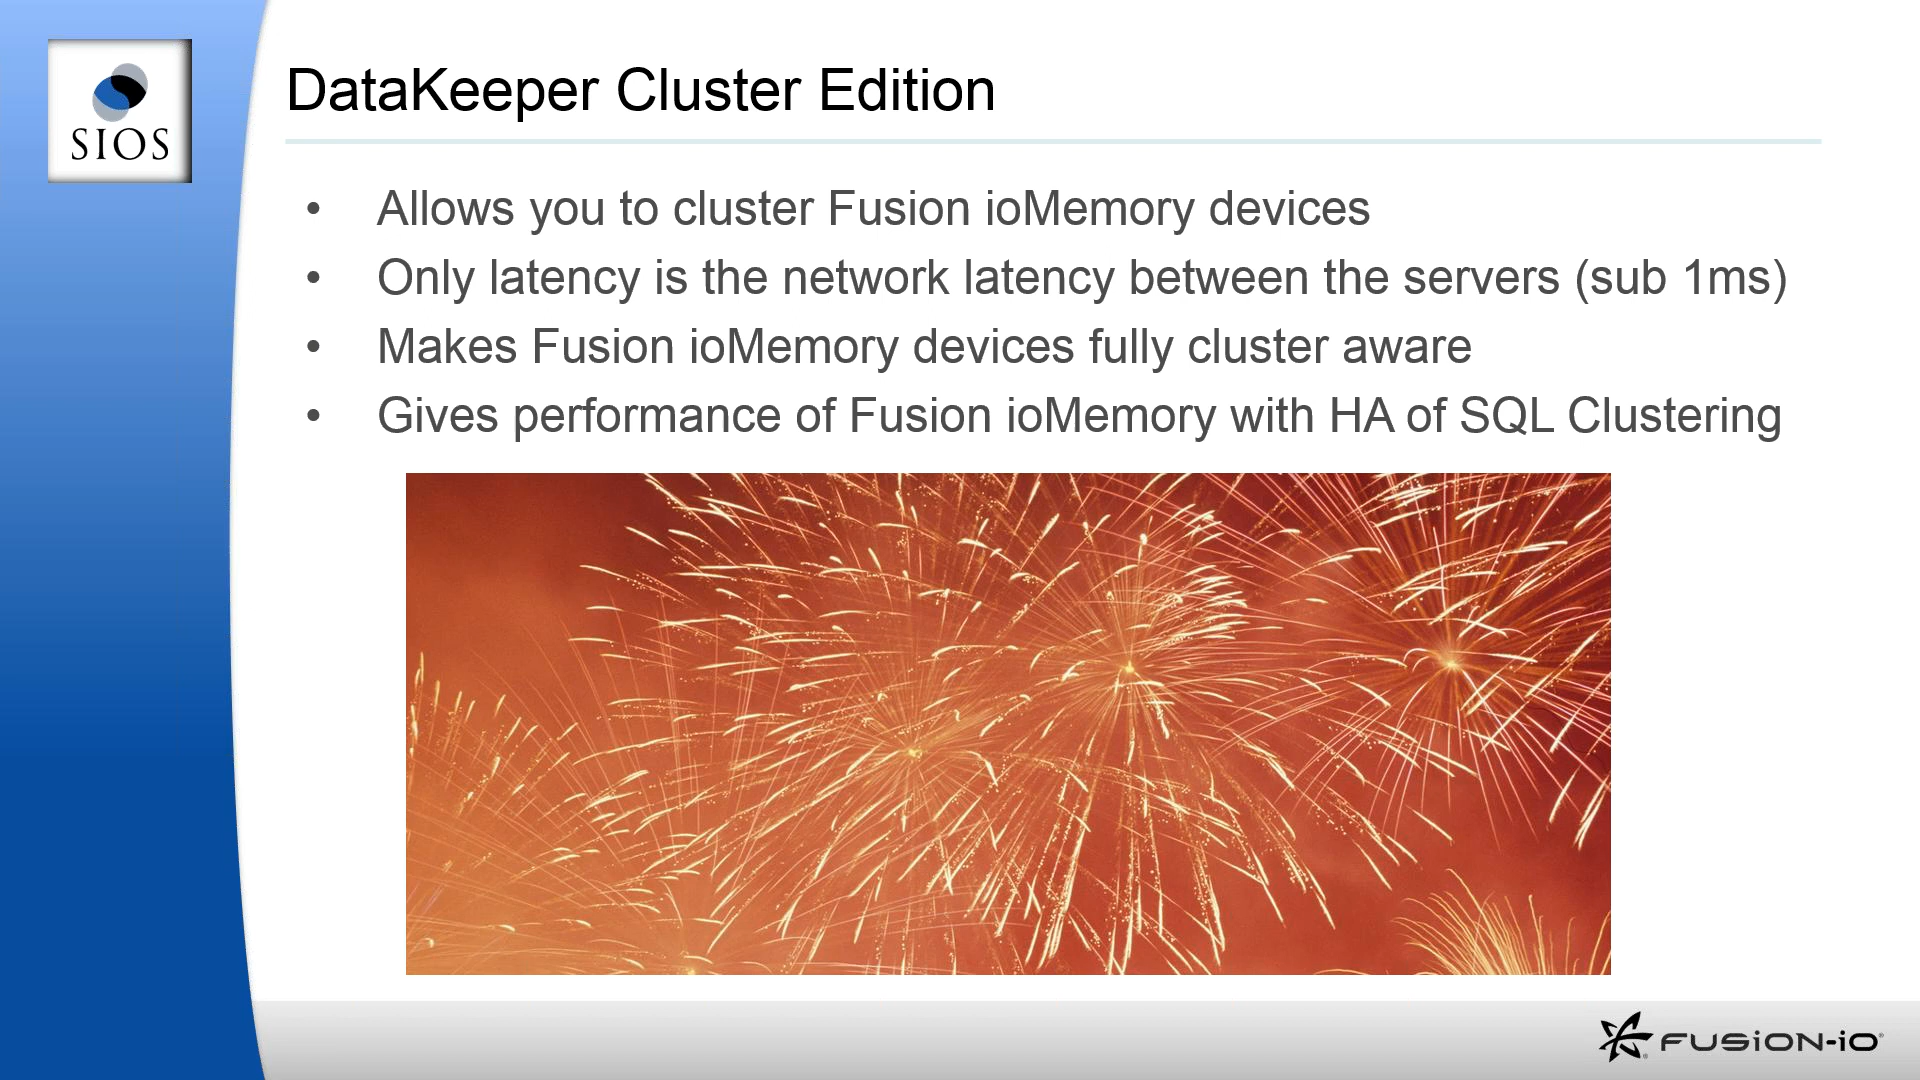 SIOS
DataKeeper Cluster Edition
• Allows you to cluster Fusion ioMemory devices
• Only latency is the network latency between the servers (sub 1ms)
• Makes Fusion ioMemory devices fully cluster aware
• Gives performance of Fusion ioMemory with HA of SQL Clustering
FUSiON-iO